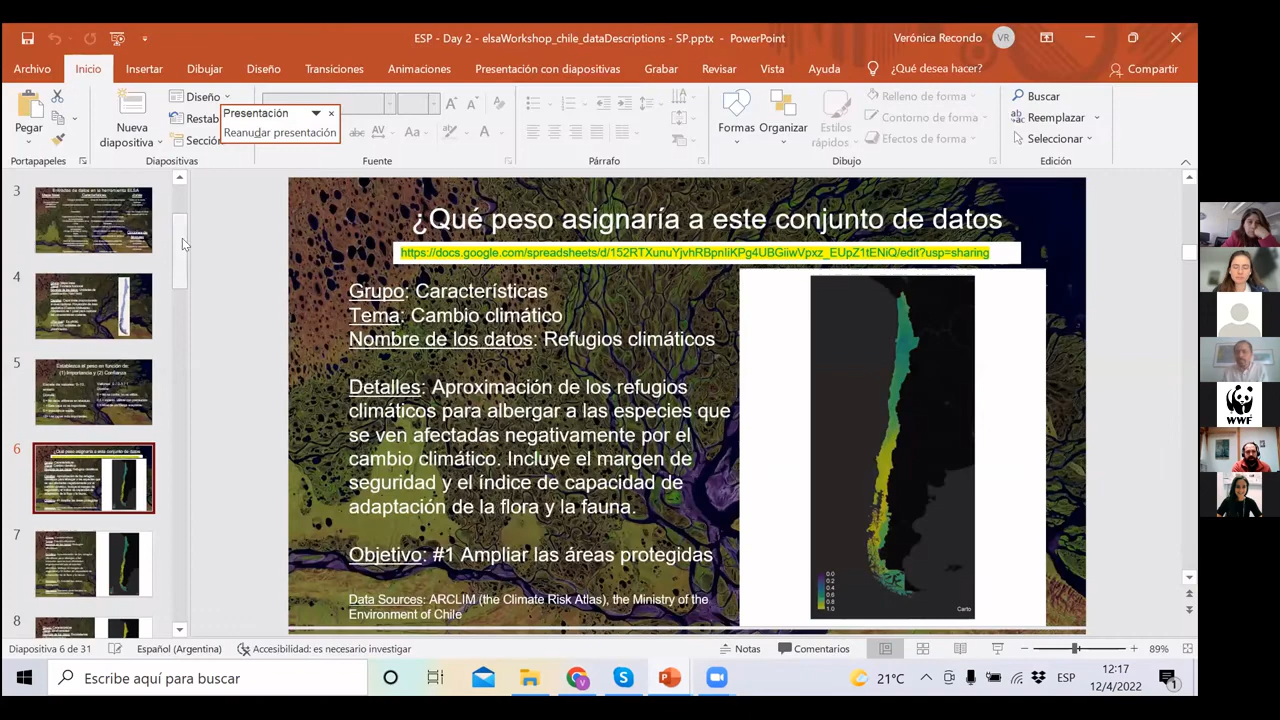 ESP - Day 2 - elsaWorkshop_chile_dataDescriptions - SP.pptx - PowerPoint
Verónica Recondo
VR
Archivo
Inicio
Insertar
Dibujar
Diseño
Transiciones
Animaciones
Presentación con diapositivas
Grabar
Revisar
Vista
Ayuda
¿Qué desea hacer?
Compartir
Pegar
Nueva
diapositiva
Diseño
Restab
Sección
Presentación
Reanudar presentación
Formas
Organizar
Estilos
rápidos
Relleno de forma
Contorno de forma
Efectos de forma
Buscar
Reemplazar
Seleccionar
Portapapeles
Diapositivas
Fuente
Párrafo
Dibujo
Edición
3
4
5
6
7
8
¿Qué peso asignaría a este conjunto de datos
https://docs.google.com/spreadsheets/d/152RTXunuYjvhRBpnIiKPg4UBGiiwVpxz_EUpZ1tENiQ/edit?usp=sharing
Grupo: Características
Tema: Cambio climático
Nombre de los datos: Refugios climáticos
Detalles: Aproximación de los refugios
climáticos para albergar a las especies que
se ven afectadas negativamente por el
cambio climático. Incluye el margen de
seguridad y el índice de capacidad de
adaptación de la flora y la fauna.
Objetivo: #1 Ampliar las áreas protegidas
Data Sources: ARCLIM (the Climate Risk Atlas), the Ministry of the
Environment of Chile
0.0
0.2
0.4
0.6
0.8
1.0
Carto
WWF
Diapositiva 6 de 31
Español (Argentina)
Accesibilidad: es necesario investigar
Notas
Comentarios
89%
Escribe aquí para buscar
21°C
ESP
12:17
12/4/2022
1